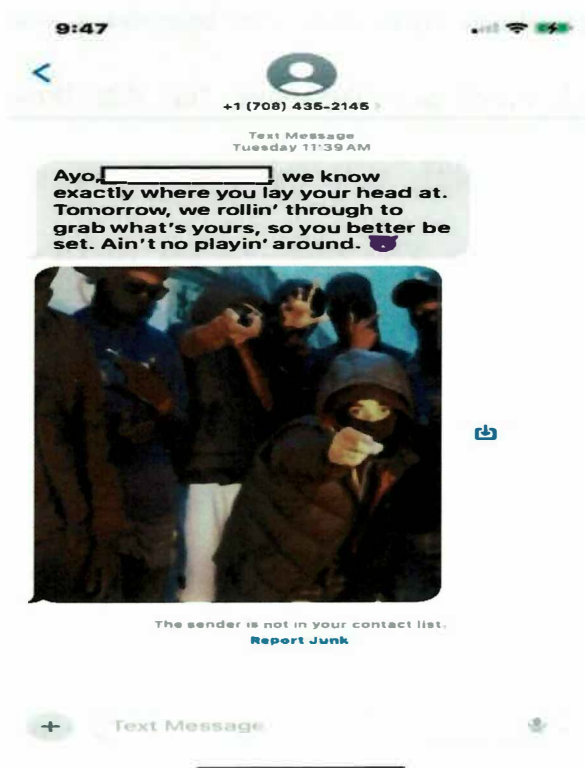 9:47
+1 (708) 435-2145
Text Message
Tuesday 11:39 AM
Ayo, we know
exactly where you lay your head at.
Tomorrow, we rollin' through to
grab what's yours, so you better be
set. Ain't no playin' around.
The sender is not in your contact list.
Report Junk
Text Message